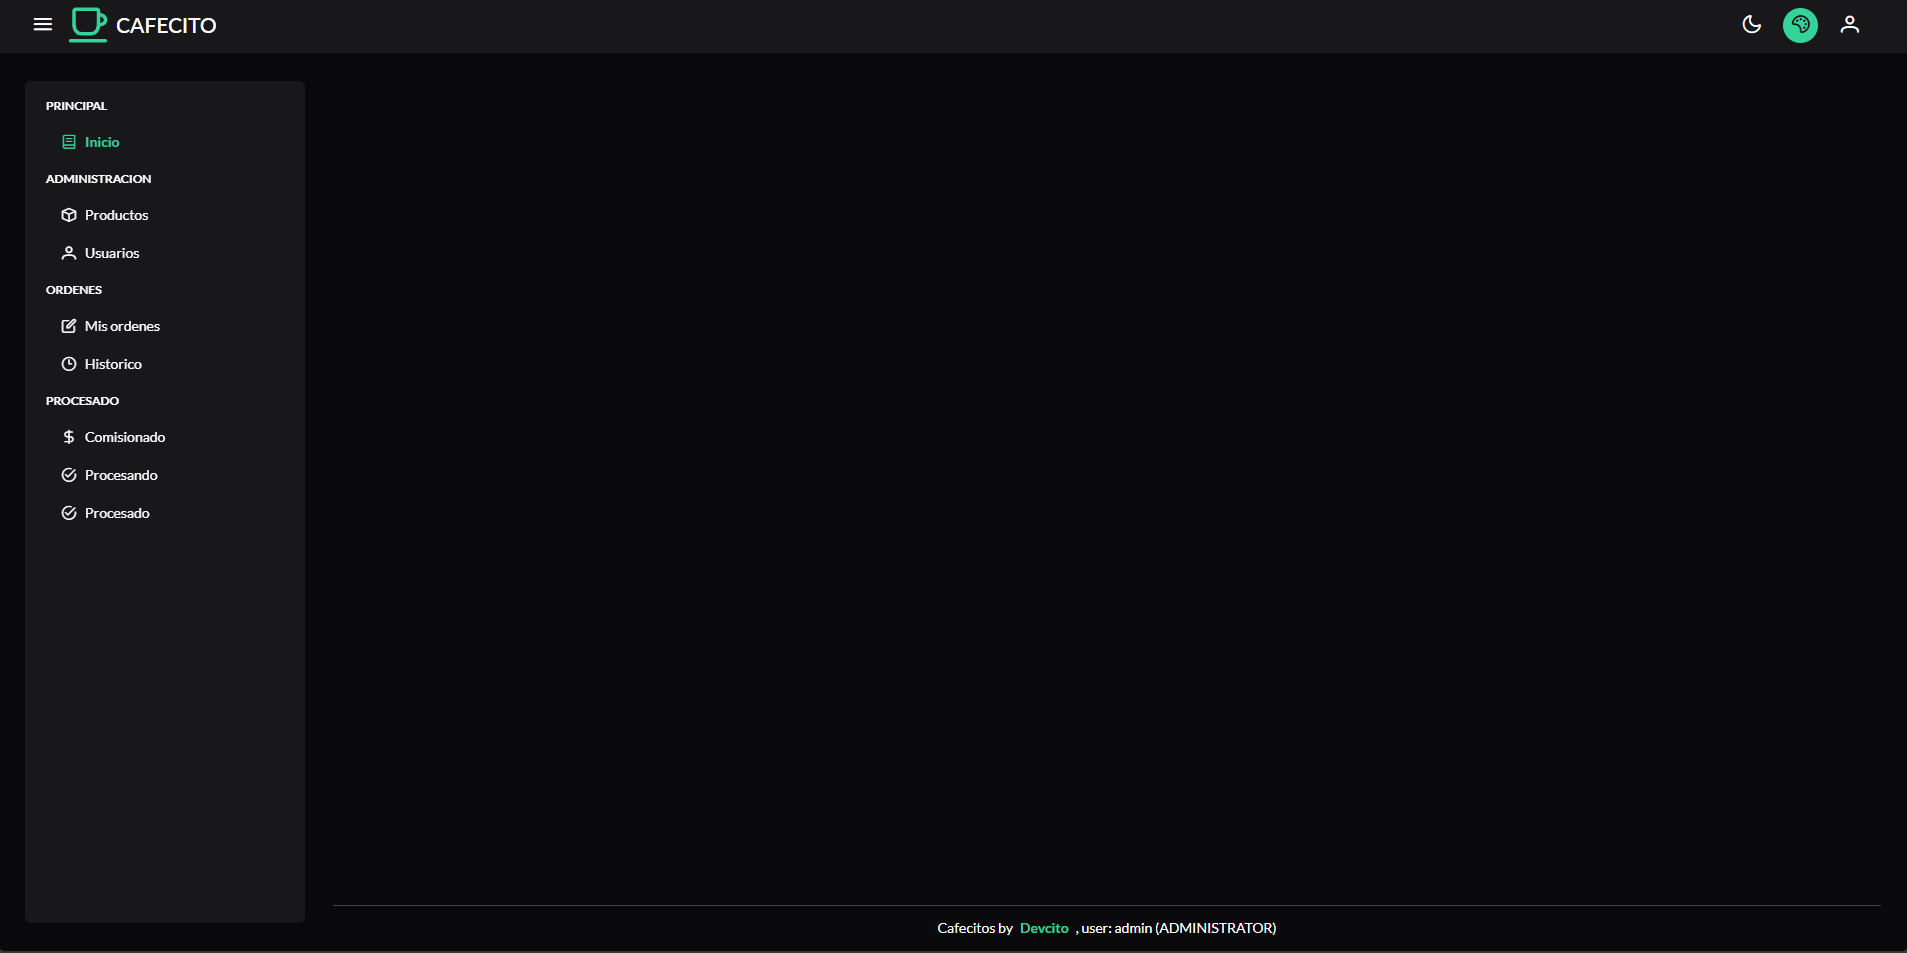 CAFECITO
PRINCIPAL
Inicio
ADMINISTRACION
Productos
Usuarios
ORDENES
Mis ordenes
Historico
PROCESADO
Comisionado
Procesando
Procesado
Cafecitos by Devcito , user: admin (ADMINISTRATOR)